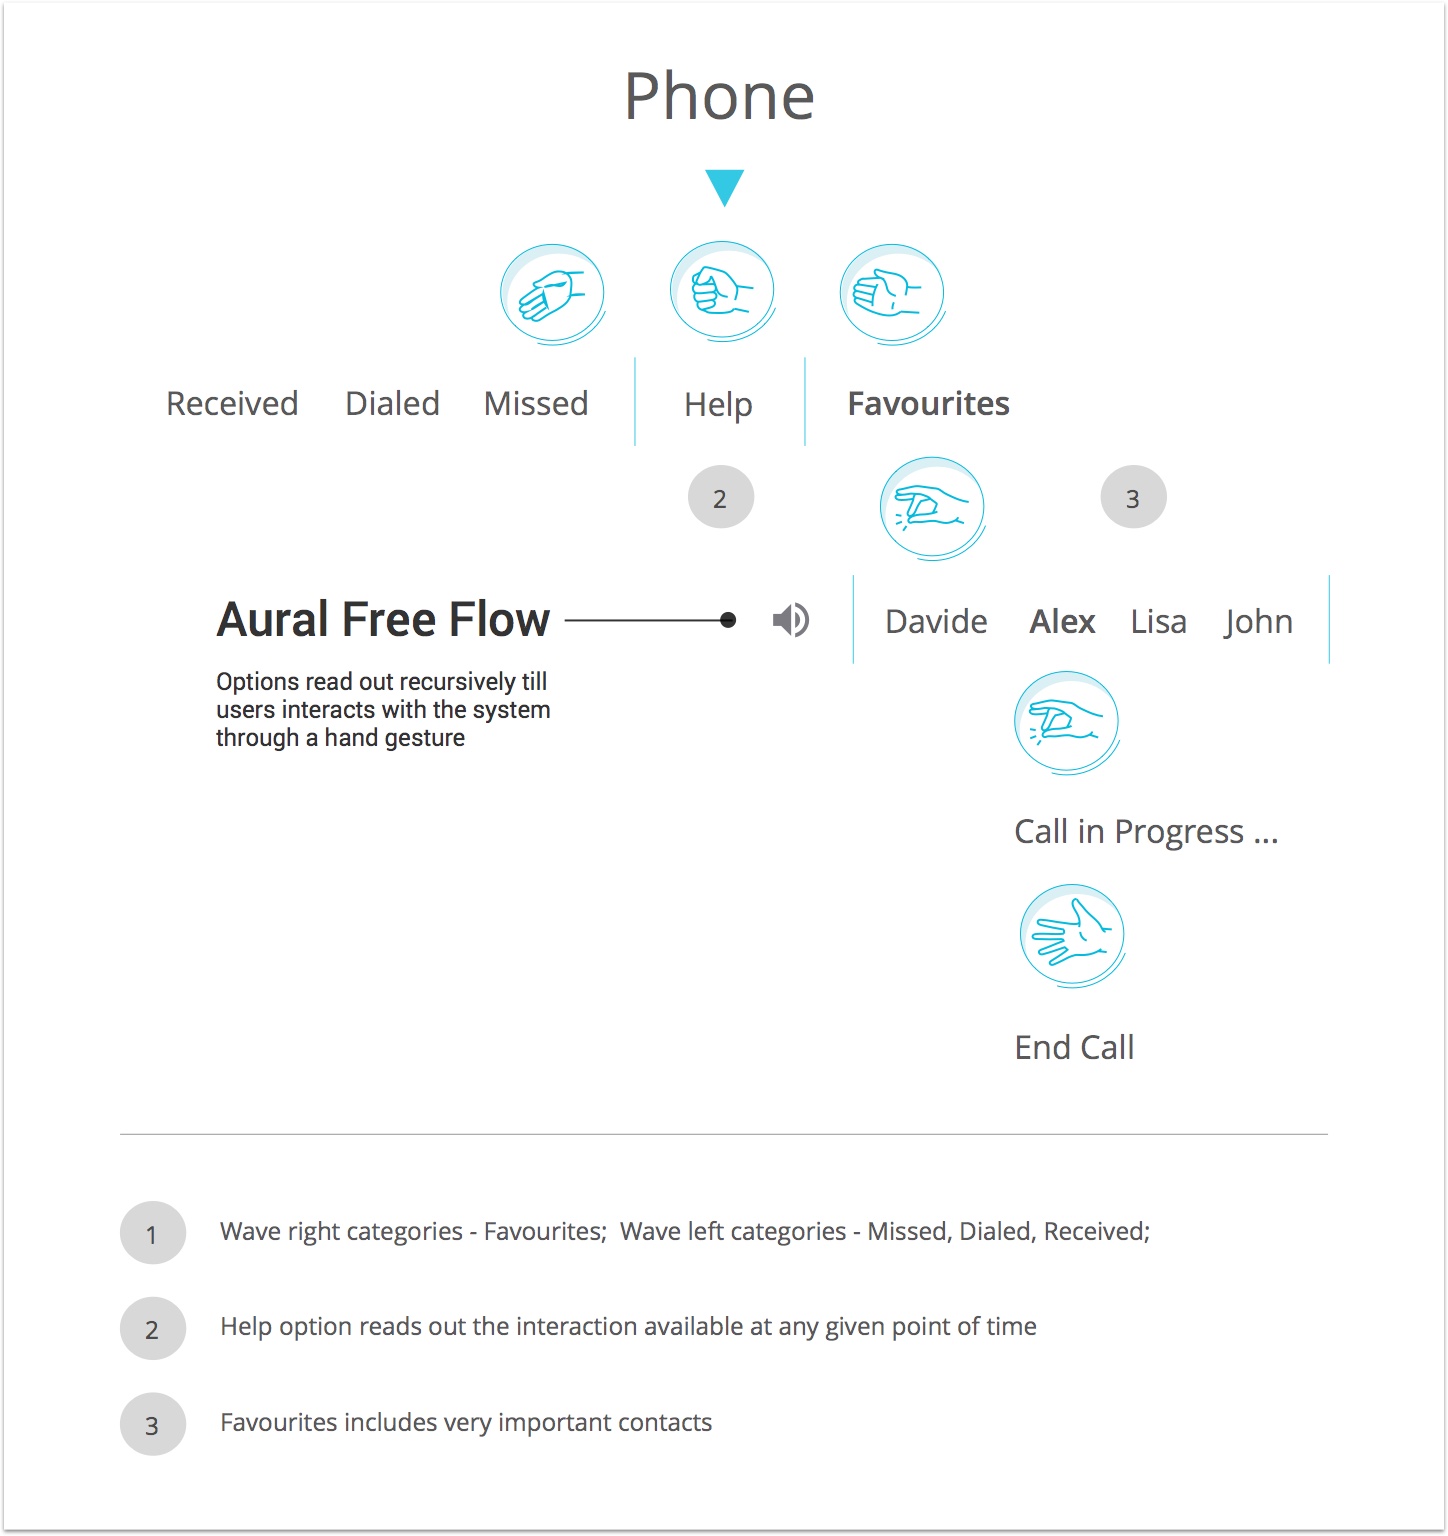 Phone
Received Dialed Missed Help Favourites
2 3
Aural Free Flow
Davide Alex Lisa John
Options read out recursively till
users interacts with the system
through a hand gesture
Call in Progress ...
End Call
1 Wave right categories - Favourites; Wave left categories - Missed, Dialed, Received;
2 Help option reads out the interaction available at any given point of time
3 Favourites includes very important contacts